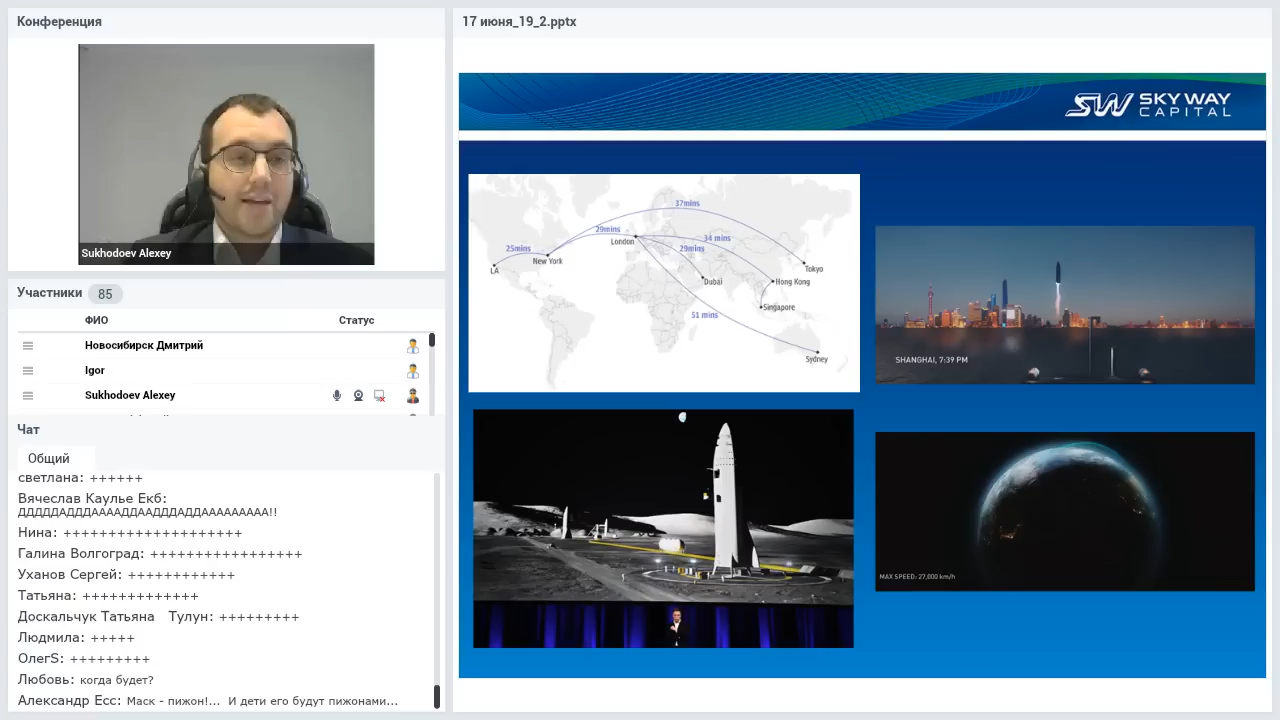 Конференция
Sukhodoev Alexey
Участники 85
ФИО Статус
Новосибирск Дмитрий
Igor
Sukhodoev Alexey
Чат
Общий
светлана: ++++++
Вячеслав Каулье Екб:
ДДДДДАДДДААААДДААДДДАДДААААААААА!!
Нина: ++++++++++++++++++++
Галина Волгоград: +++++++++++++++++
Уханов Сергей: ++++++++++++
Татьяна: +++++++++++++
Доскальчук Татьяна Тулун: +++++++++
Людмила: +++++
ОлегS: +++++++++
Любовь: когда будет?
Александр Есс: Маск - пижон!... И дети его будут пижонами...
17 июня_19_2.pptx
SW SKY WAY
CAPITAL
37mins
29mins
34 mins
London
25mins
29mins
New York
LA
Tokyo
Dubai
Hong Kong
Singapore
51 mins
Sydney
SHANGHAI, 7:39 PM
MAX SPEED: 27,000 km/h